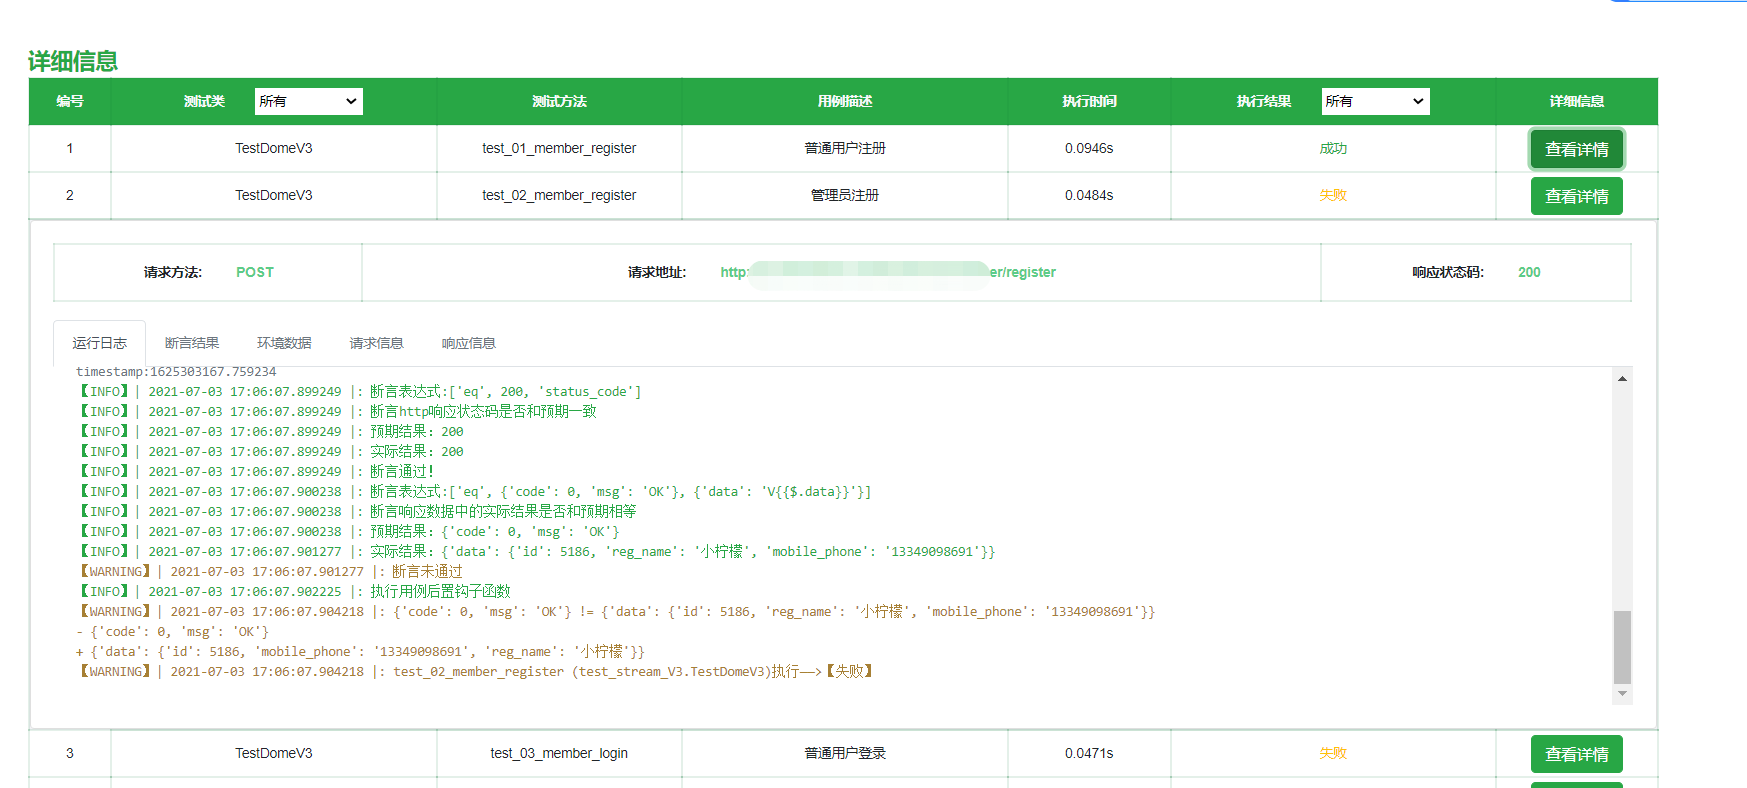 详细信息
编号 测试类 所有 测试方法 用例描述 执行时间 执行结果 所有 详细信息
1 TestDomeV3 test_01_member_register 普通用户注册 0.0946s 成功 查看详情
2 TestDomeV3 test_02_member_register 管理员注册 0.0484s 失败 查看详情
请求方法: POST 请求地址: http: er/register 响应状态码: 200
运行日志 断言结果 环境数据 请求信息 响应信息
timestamp:1625303167.759234
【INFO】| 2021-07-03 17:06:07.899249 |: 断言表达式:['eq', 200, 'status_code']
【INFO】| 2021-07-03 17:06:07.899249 |: 断言http响应状态码是否和预期一致
【INFO】| 2021-07-03 17:06:07.899249 |: 预期结果: 200
【INFO】| 2021-07-03 17:06:07.899249 |: 实际结果: 200
【INFO】| 2021-07-03 17:06:07.899249 |: 断言通过!
【INFO】| 2021-07-03 17:06:07.900238 |: 断言表达式:['eq', {'code': 0, 'msg': 'OK'}, {'data': 'V{{$.data}}'}]
【INFO】| 2021-07-03 17:06:07.900238 |: 断言响应数据中的实际结果是否和预期相等
【INFO】| 2021-07-03 17:06:07.900238 |: 预期结果: {'code': 0, 'msg': 'OK'}
【INFO】| 2021-07-03 17:06:07.901277 |: 实际结果: {'data': {'id': 5186, 'reg_name': '小柠檬', 'mobile_phone': '13349098691'}}
【WARNING】| 2021-07-03 17:06:07.901277 |: 断言未通过
【INFO】| 2021-07-03 17:06:07.902225 |: 执行用例后置钩子函数
【WARNING】| 2021-07-03 17:06:07.904218 |: {'code': 0, 'msg': 'OK'} != {'data': {'id': 5186, 'reg_name': '小柠檬', 'mobile_phone': '13349098691'}}
- {'code': 0, 'msg': 'OK'}
+ {'data': {'id': 5186, 'mobile_phone': '13349098691', 'reg_name': '小柠檬'}}
【WARNING】| 2021-07-03 17:06:07.904218 |: test_02_member_register (test_stream_V3.TestDomeV3)执行—>【失败】
3 TestDomeV3 test_03_member_login 普通用户登录 0.0471s 失败 查看详情